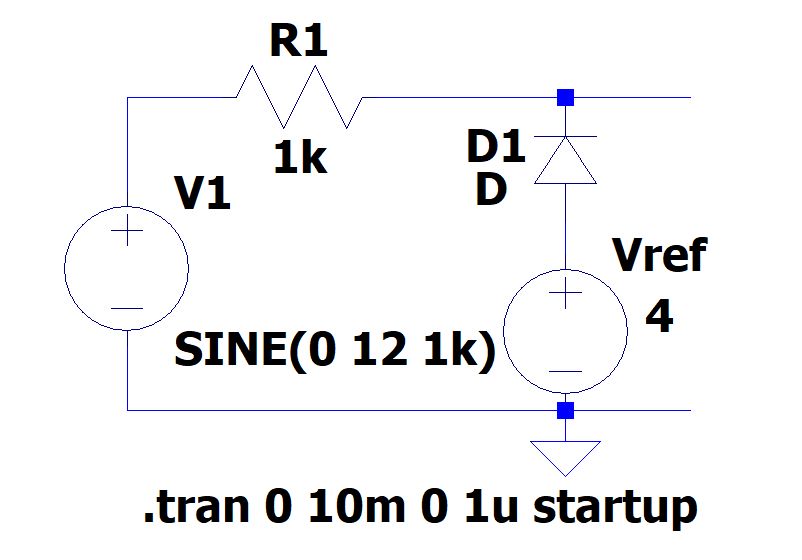 R1
1k
V1
SINE(0 12 1k)
D1
D
Vref
4
.tran 0 10m 0 1u startup